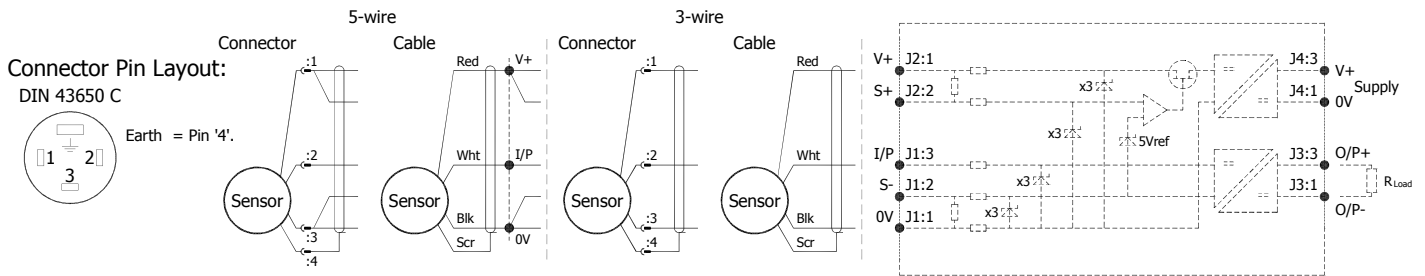 5-wire
3-wire
Connector
Cable
Connector
Cable
Connector Pin Layout:
DIN 43650 C
1
2
3
Earth = Pin '4'.
:1
:2
:3
:4
Sensor
Red
Wht
Blk
Scr
Sensor
V+
I/P
0V
:1
:2
:3
:4
Sensor
Red
Wht
Blk
Scr
Sensor
V+ J2:1
S+ J2:2
I/P J1:3
S- J1:2
0V J1:1
x3
x3
x3
x3
5Vref
J4:3 V+
Supply
J4:1 0V
J3:3 O/P+
J3:1 O/P-
RLoad